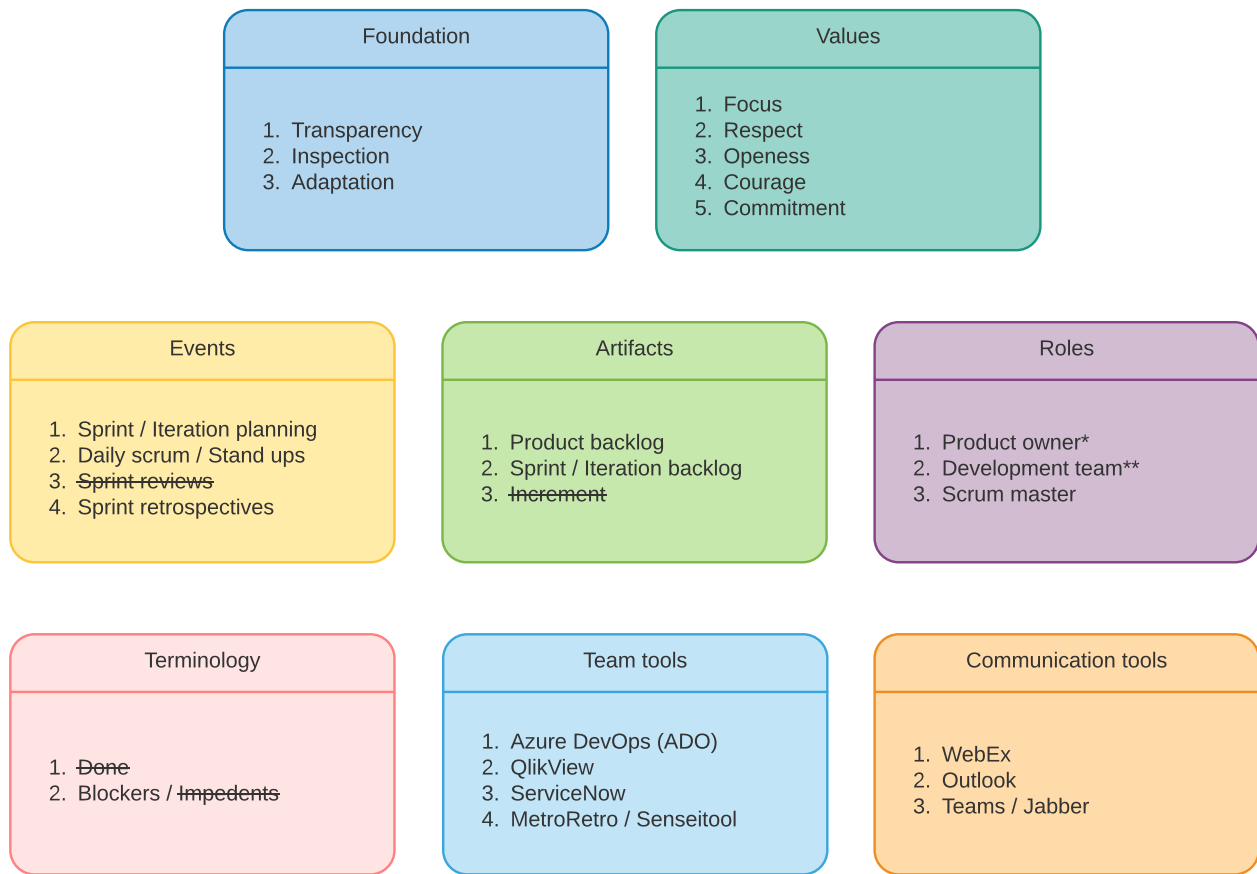 Foundation
1. Transparency
2. Inspection
3. Adaptation
Values
1. Focus
2. Respect
3. Openess
4. Courage
5. Commitment
Events
1. Sprint / Iteration planning
2. Daily scrum / Stand ups
3. Sprint reviews
4. Sprint retrospectives
Artifacts
1. Product backlog
2. Sprint / Iteration backlog
3. Increment
Roles
1. Product owner*
2. Development team**
3. Scrum master
Terminology
1. Done
2. Blockers / Impedents
Team tools
1. Azure DevOps (ADO)
2. QlikView
3. ServiceNow
4. MetroRetro / Senseitool
Communication tools
1. WebEx
2. Outlook
3. Teams / Jabber